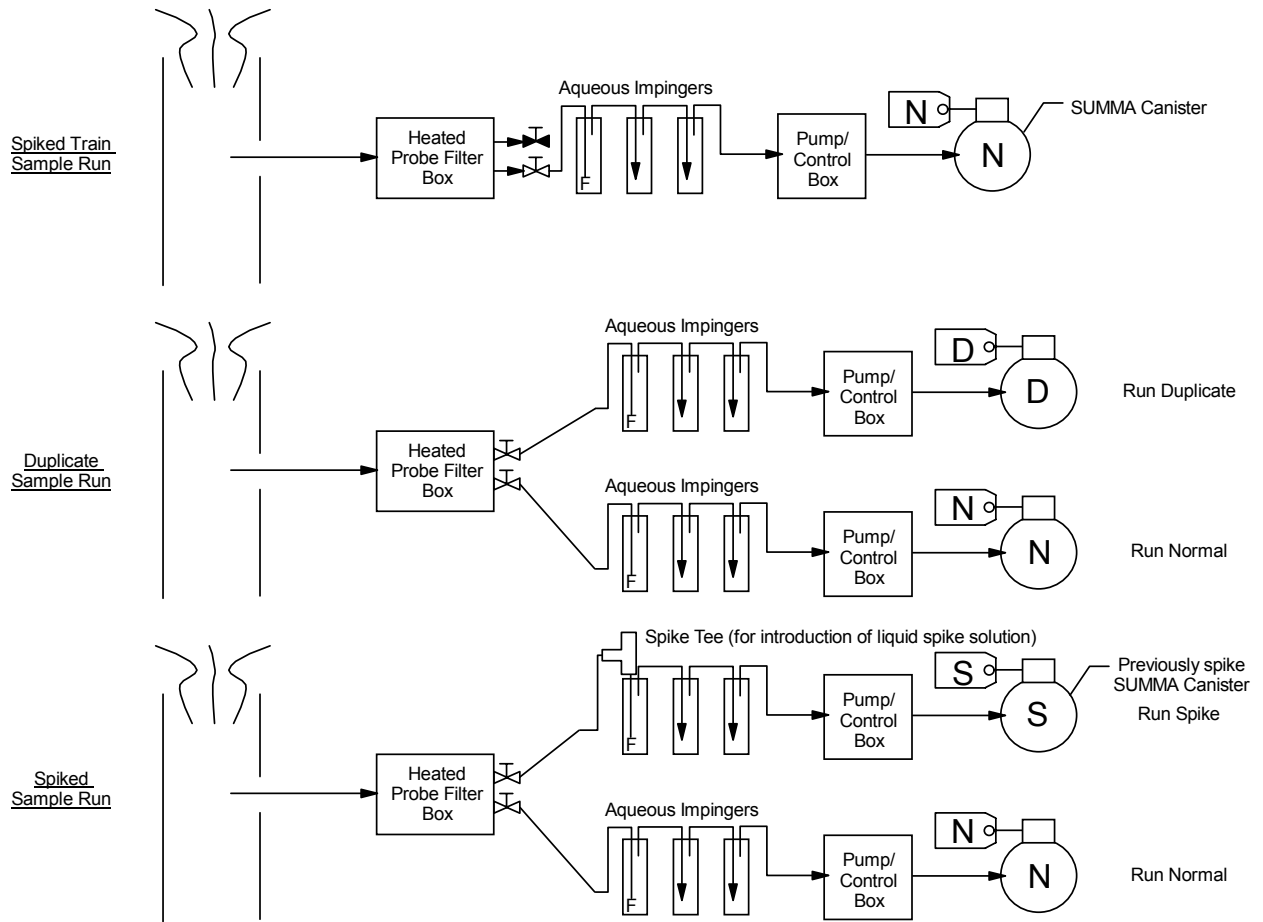 Spiked Train
Sample Run
Heated
Probe Filter
Box
Aqueous Impingers
F
Pump/
Control
Box
N
N
SUMMA Canister
Duplicate
Sample Run
Heated
Probe Filter
Box
Aqueous Impingers
F
Pump/
Control
Box
D
D
Run Duplicate
Aqueous Impingers
F
Pump/
Control
Box
N
N
Run Normal
Spiked
Sample Run
Heated
Probe Filter
Box
Spike Tee (for introduction of liquid spike solution)
F
Pump/
Control
Box
S
S
Previously spike
SUMMA Canister
Run Spike
Aqueous Impingers
F
Pump/
Control
Box
N
N
Run Normal